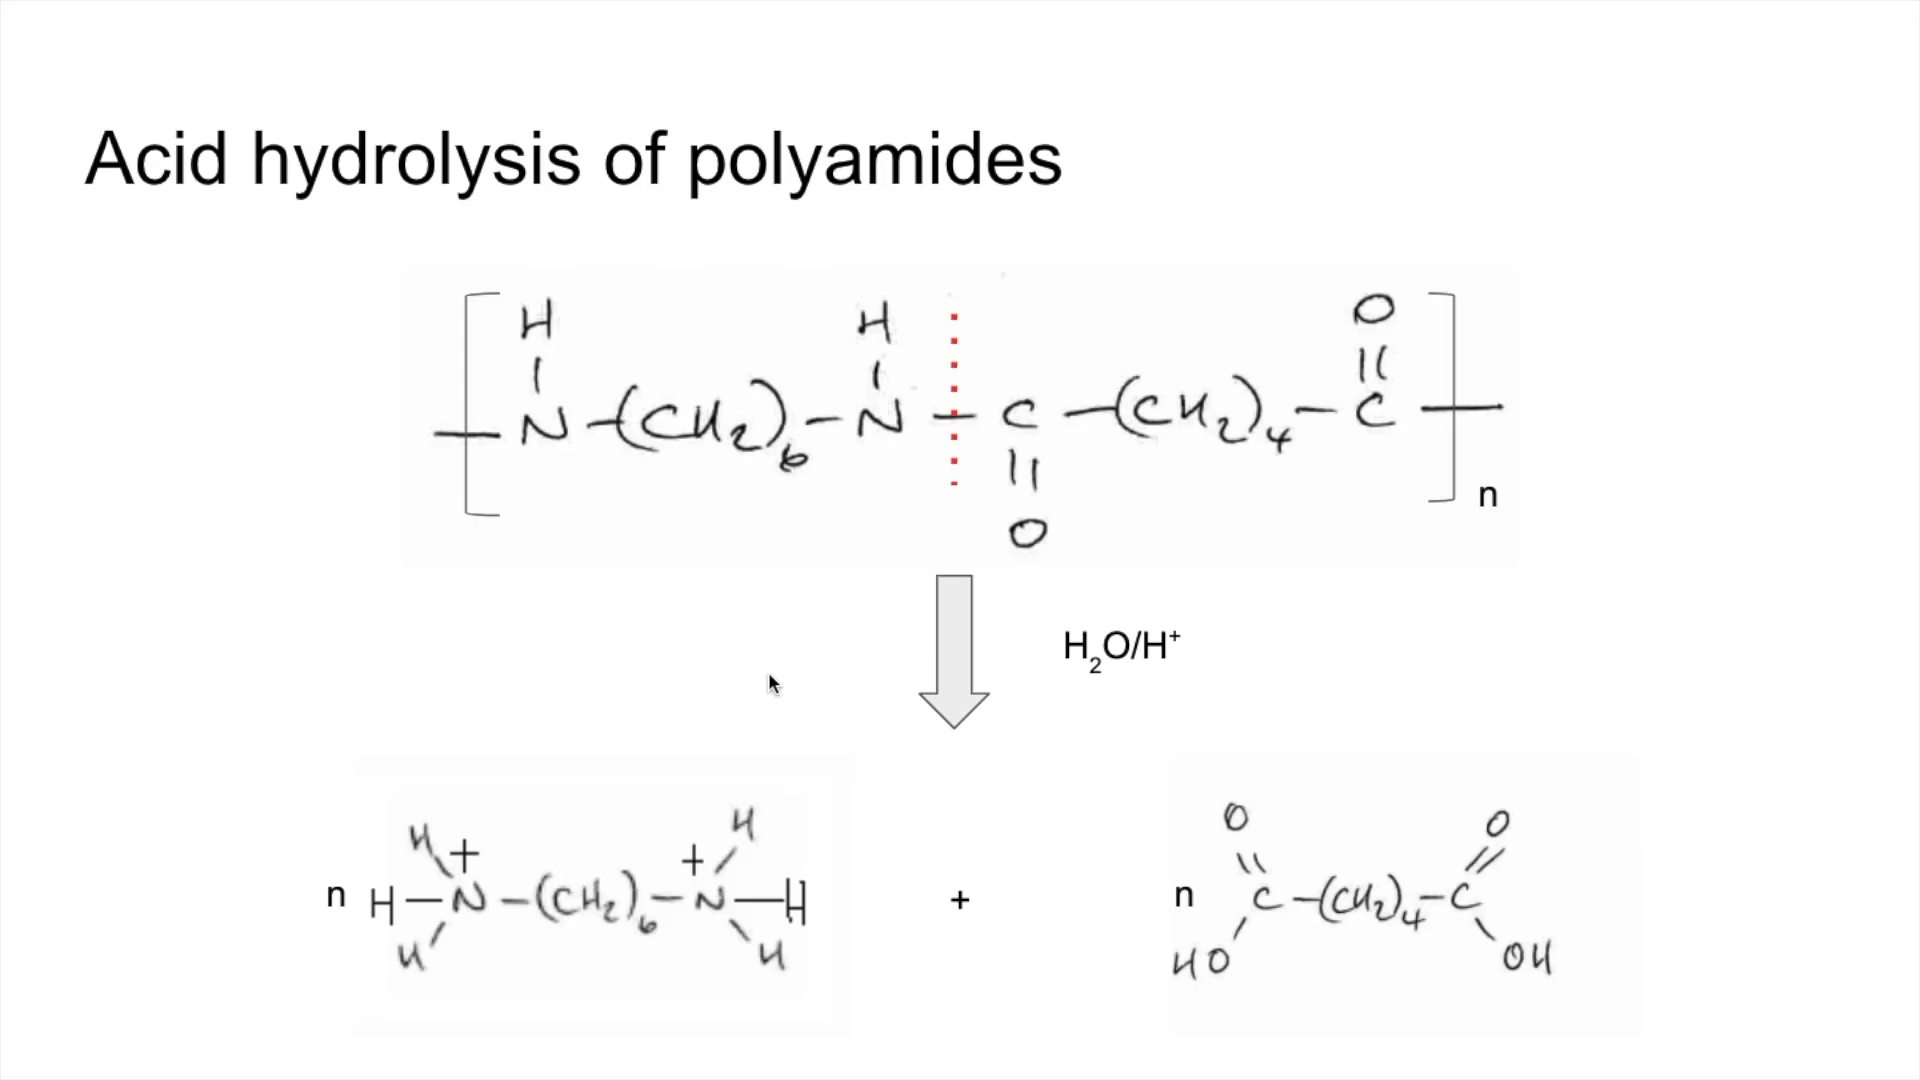 Acid hydrolysis of polyamides
H H O
N-(CH2)6-N-C-(CH2)4-C
O
n
H2O/H+
H + + H O O
n H-N-(CH2)6-N-H + n C-(CH2)4-C
H H HO OH